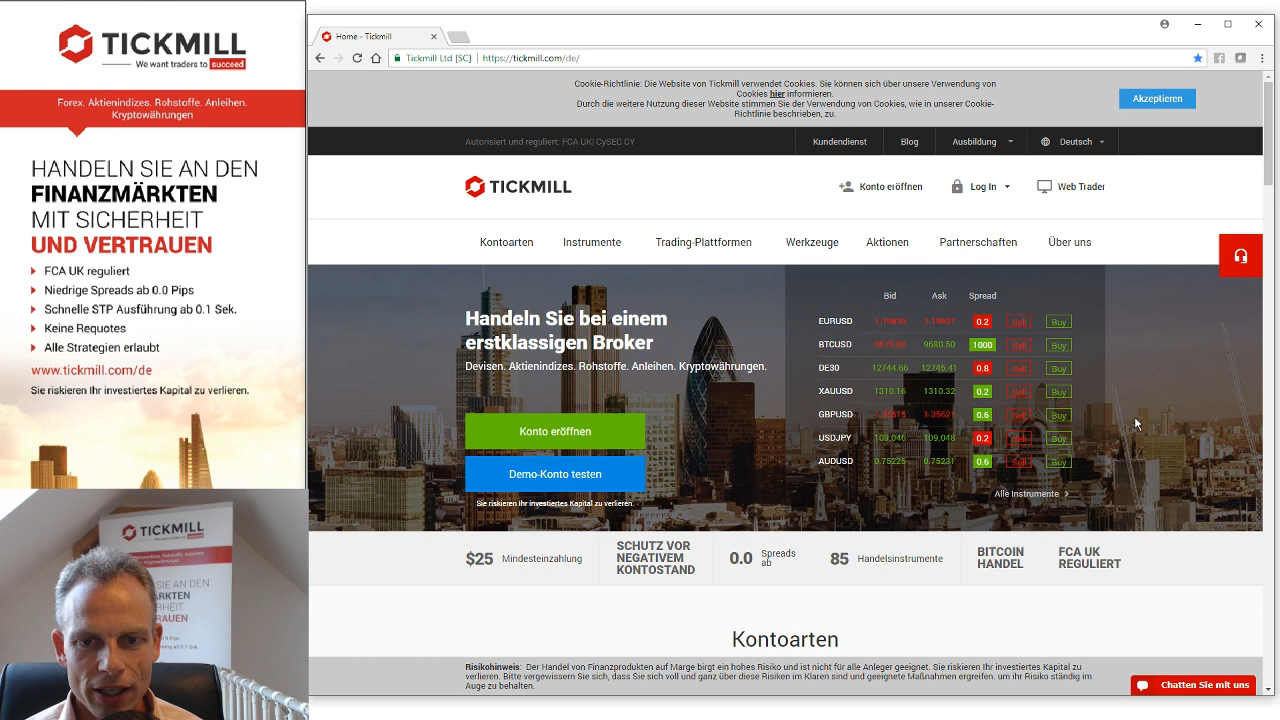 TICKMILL
We want traders to succeed
Forex. Aktienindizes. Rohstoffe. Anleihen.
Kryptowährungen
HANDELN SIE AN DEN
FINANZMÄRKTEN
MIT SICHERHEIT
UND VERTRAUEN
FCA UK reguliert
Niedrige Spreads ab 0.0 Pips
Schnelle STP Ausführung ab 0.1 Sek.
Keine Requotes
Alle Strategien erlaubt
www.tickmill.com/de
Sie riskieren Ihr investiertes Kapital zu verlieren.
TICKMILL
Home - Tickmill
Tickmill Ltd [SC] https://tickmill.com/de/
Cookie-Richtlinie: Die Website von Tickmill verwendet Cookies. Sie können sich über unsere Verwendung von
Cookies hier informieren.
Durch die weitere Nutzung dieser Website stimmen Sie der Verwendung von Cookies, wie in unserer Cookie-
Richtlinie beschrieben, zu.
Akzeptieren
Autorisiert und reguliert: FCA UK| CySEC CY
Kundendienst Blog Ausbildung Deutsch
TICKMILL
Konto eröffnen Log In Web Trader
Kontoarten Instrumente Trading-Plattformen Werkzeuge Aktionen Partnerschaften Über uns
Handeln Sie bei einem
erstklassigen Broker
Devisen. Aktienindizes. Rohstoffe. Anleihen. Kryptowährungen.
Konto eröffnen
Demo-Konto testen
Sie riskieren Ihr investiertes Kapital zu verlieren.
Bid Ask Spread
EURUSD 0.2 Sell Buy
BTCUSD 9580.50 1000 Sell Buy
DE30 12744.66 12745.41 0.8 Sell Buy
XAUUSD 1310.16 1310.32 0.2 Sell Buy
GBPUSD 0.6 Sell Buy
USDJPY 109.046 109.048 0.2 Sell Buy
AUDUSD 0.75225 0.75231 0.6 Sell Buy
Alle Instrumente
$25 Mindesteinzahlung
SCHUTZ VOR
NEGATIVEM
KONTOSTAND
0.0 Spreads
ab
85 Handelsinstrumente
BITCOIN
HANDEL
FCA UK
REGULIERT
Kontoarten
Risikohinweis: Der Handel von Finanzprodukten auf Marge birgt ein hohes Risiko und ist nicht für alle Anleger geeignet. Sie riskieren Ihr investiertes Kapital zu
verlieren. Bitte vergewissern Sie sich, dass Sie sich voll und ganz über diese Risiken im Klaren sind und geeignete Maßnahmen ergreifen, um ihr Risiko ständig im
Auge zu behalten.
Chatten Sie mit uns